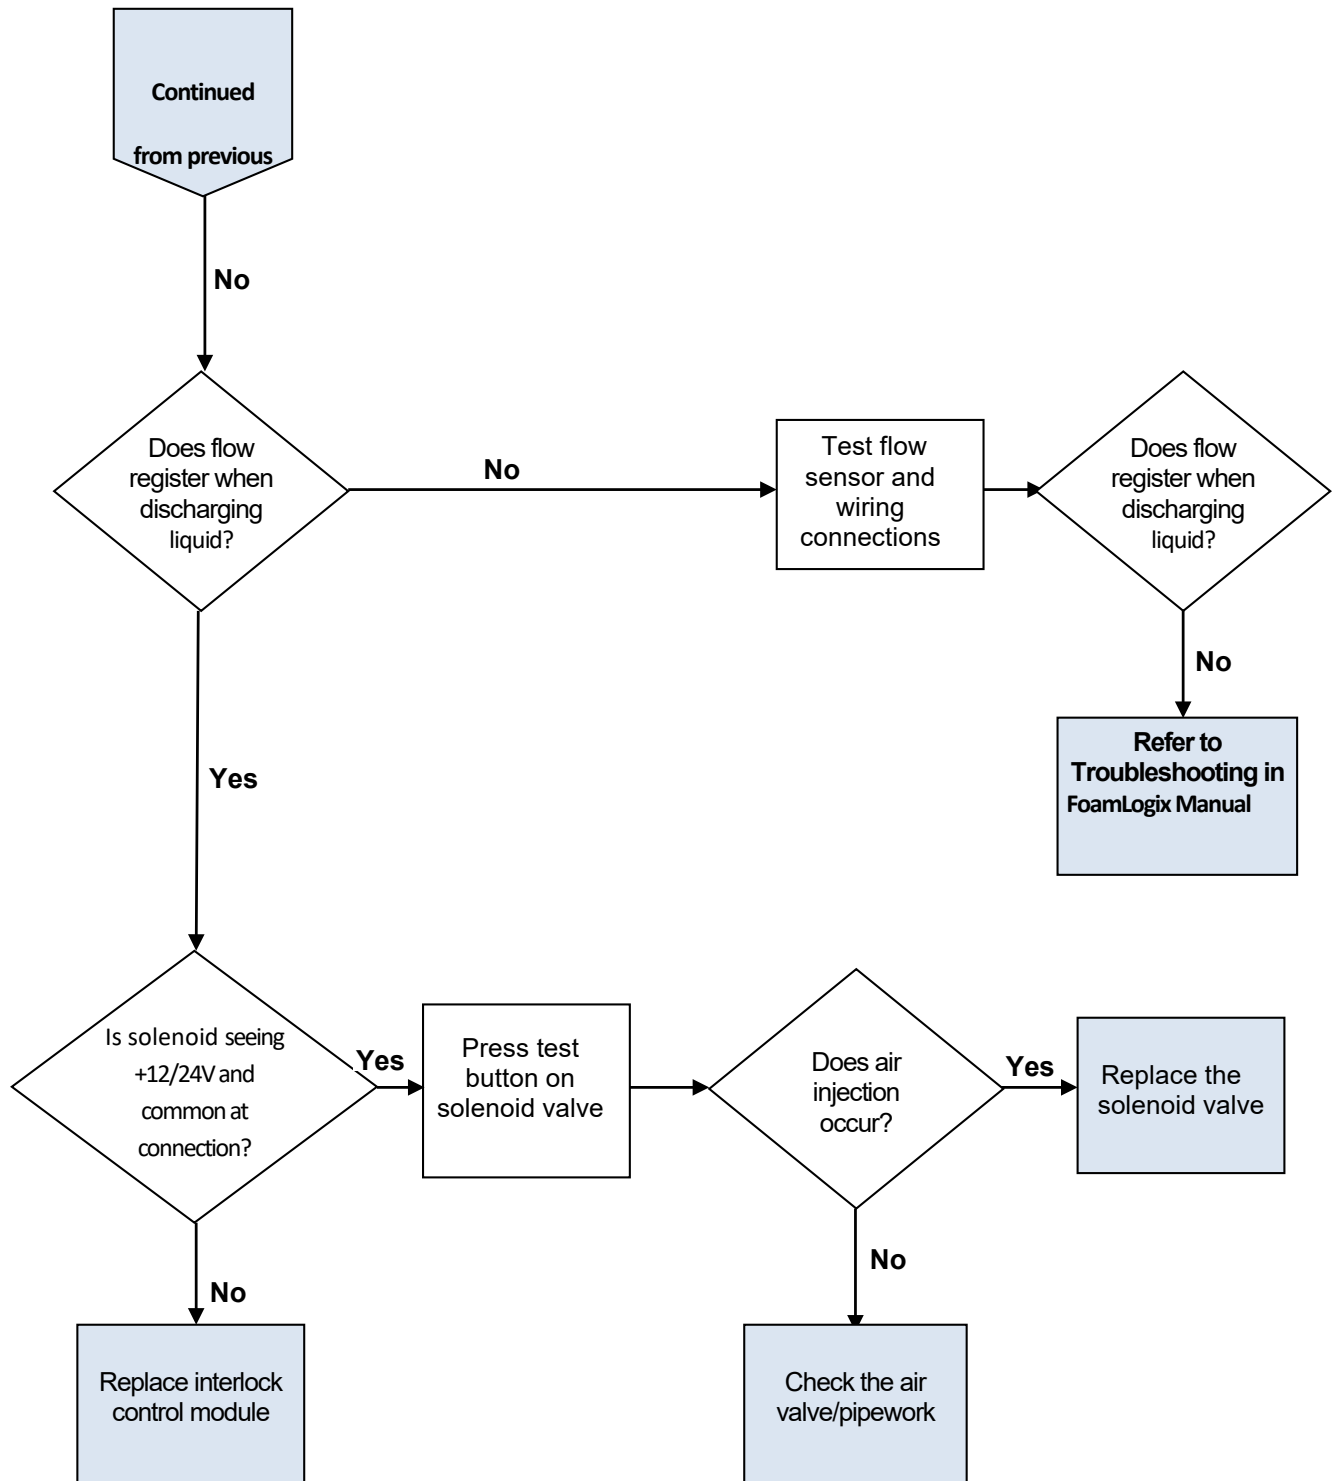 Continued
from previous
No
Does flow
register when
discharging
liquid?
No
Test flow
sensor and
wiring
connections
Does flow
register when
discharging
liquid?
No
Refer to
Troubleshooting in
FoamLogix Manual
Yes
Is solenoid seeing
+12/24V and
common at
connection?
Yes
Press test
button on
solenoid valve
Does air
injection
occur?
Yes
Replace the
solenoid valve
No
Replace interlock
control module
No
Check the air
valve/pipework